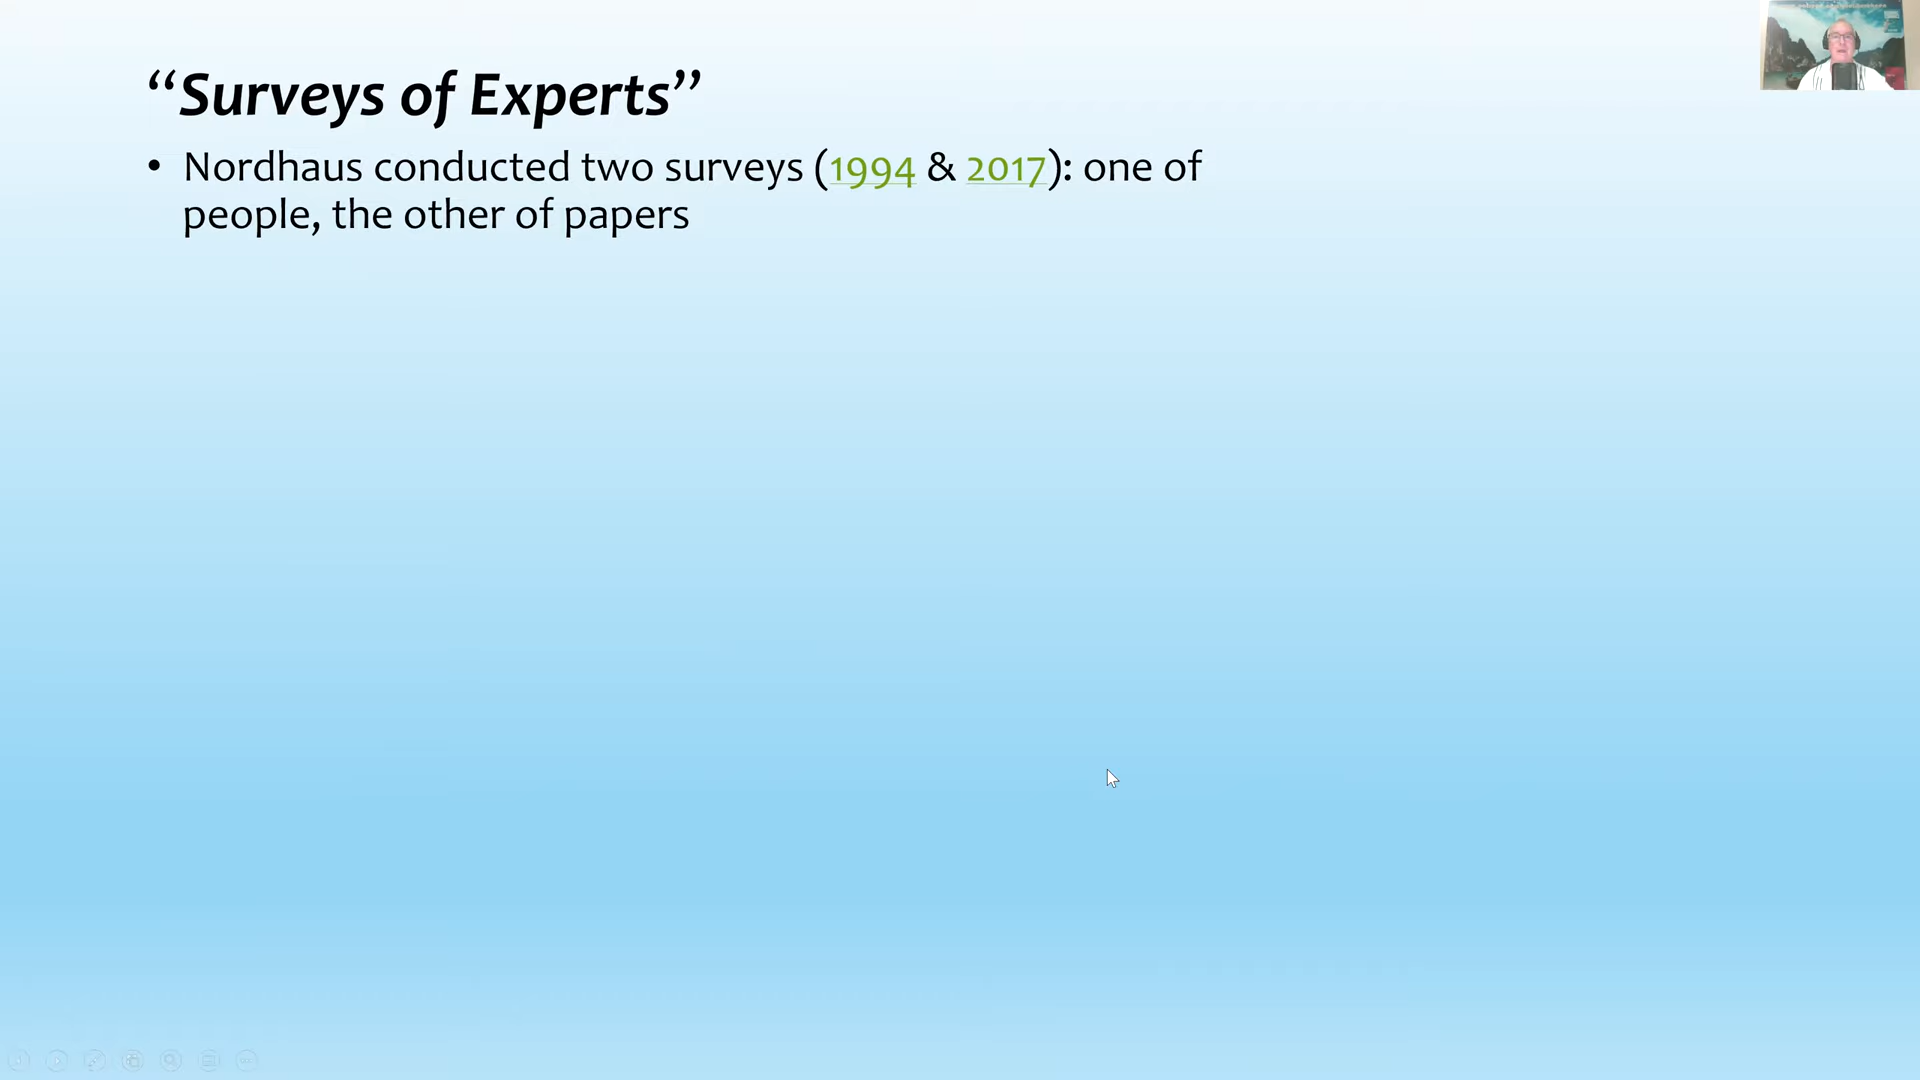 “Surveys of Experts”
• Nordhaus conducted two surveys (1994 & 2017): one of
people, the other of papers